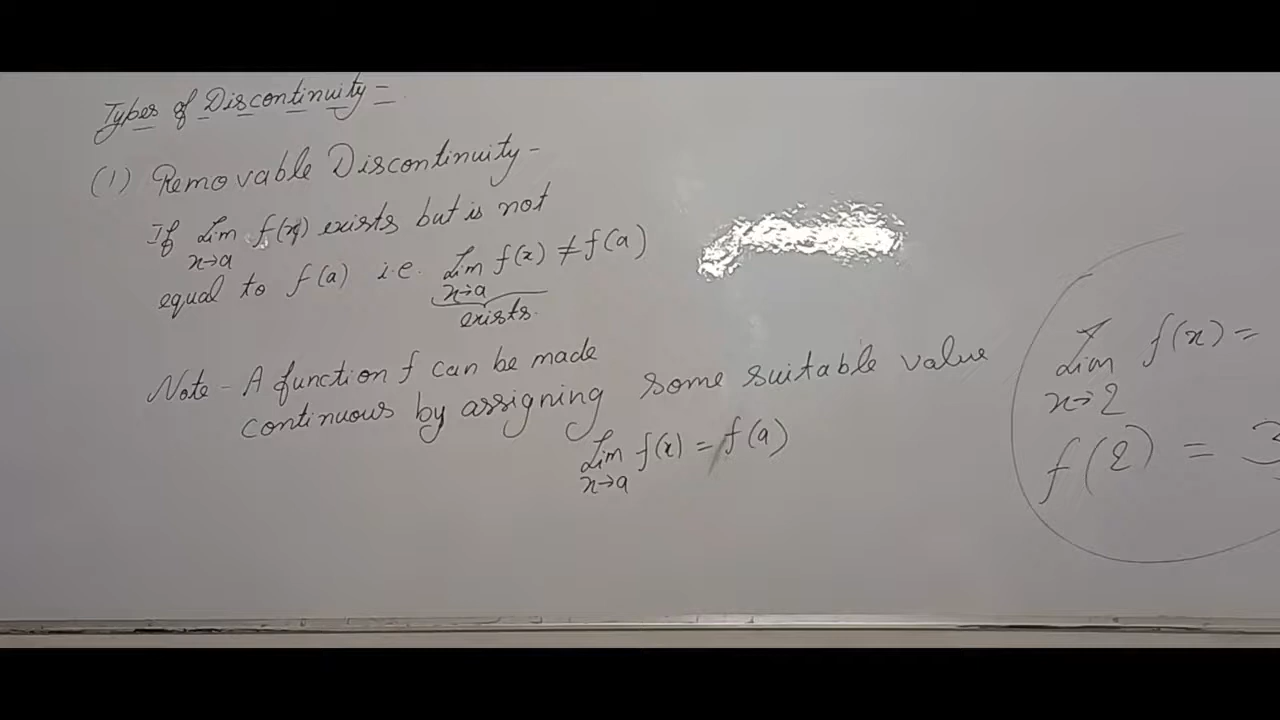 Types of Discontinuity =
(1) Removable Discontinuity -
If Lim f(x) exists but is not
x→a
equal to f(a) i.e. Lim f(x) ≠ f(a)
x→a
exists.
Note - A function f can be made
continuous by assigning some suitable value
Lim f(x) = f(a)
x→a
Lim f(x) =
x→2
f(2) = 3